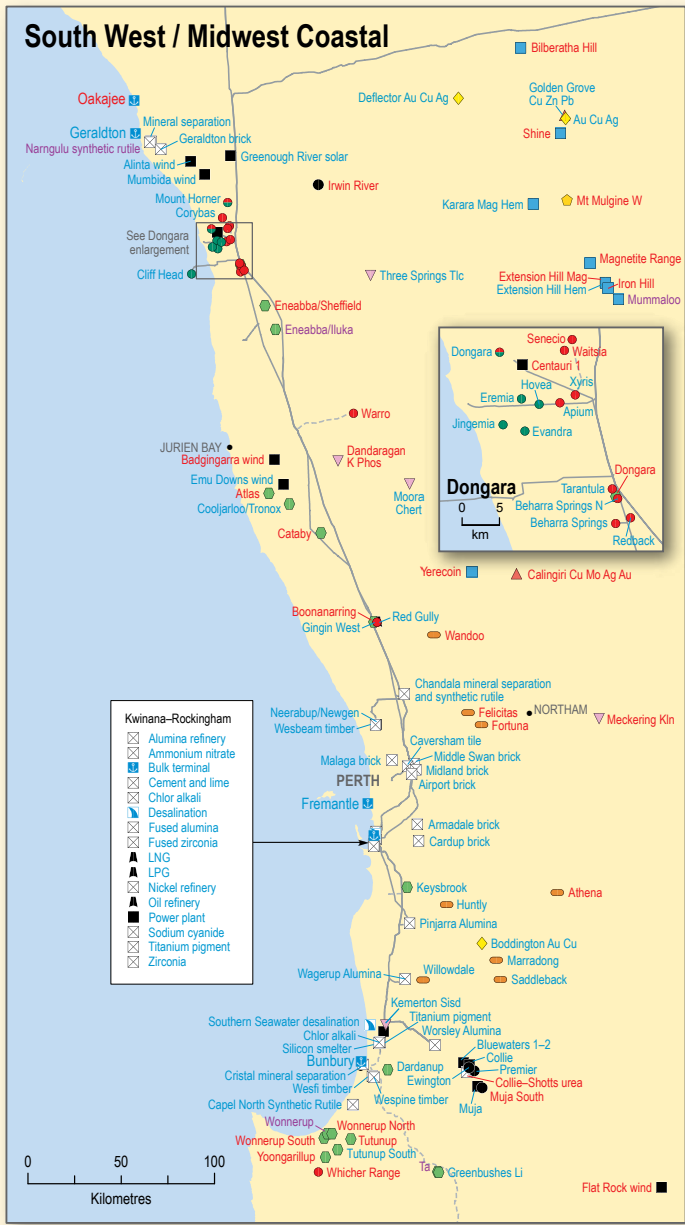 South West / Midwest Coastal
Bilberatha Hill
Oakajee
Deflector Au Cu Ag
Golden Grove
Cu Zn Pb
Au Cu Ag
Geraldton
Mineral separation
Geraldton brick
Shine
Narngulu synthetic rutile
Alinta wind
Greenough River solar
Mumbida wind
Irwin River
Mount Horner
Corybas
Karara Mag Hem
Mt Mulgine W
See Dongara
enlargement
Cliff Head
Three Springs Tlc
Magnetite Range
Extension Hill Mag
Extension Hill Hem
Iron Hill
Mummaloo
Eneabba/Sheffield
Eneabba/Iluka
Senecio
Waitsia
Dongara
Centauri 1
Hovea
Xyris
Eremia
Apium
Jingemia
Evandra
Dongara
Dongara
Tarantula
Beharra Springs N
Beharra Springs
Redback
0 5
km
Warro
JURIEN BAY
Badgingarra wind
Dandaragan
K Phos
Emu Downs wind
Atlas
Cooljarloo/Tronox
Moora
Chert
Cataby
Yerecoin
Calingiri Cu Mo Ag Au
Boonanarring
Gingin West
Red Gully
Wandoo
Chandala mineral separation
and synthetic rutile
Neerabup/Newgen
Wesbeam timber
Felicitas
Fortuna
NORTHAM
Meckering Kln
Kwinana–Rockingham
Alumina refinery
Ammonium nitrate
Bulk terminal
Cement and lime
Chlor alkali
Desalination
Fused alumina
Fused zirconia
LNG
LPG
Nickel refinery
Oil refinery
Power plant
Sodium cyanide
Titanium pigment
Zirconia
Caversham tile
Malaga brick
Middle Swan brick
Midland brick
PERTH
Airport brick
Fremantle
Armadale brick
Cardup brick
Keysbrook
Athena
Huntly
Pinjarra Alumina
Boddington Au Cu
Marradong
Wagerup Alumina
Willowdale
Saddleback
Kemerton Sisd
Southern Seawater desalination
Titanium pigment
Chlor alkali
Worsley Alumina
Silicon smelter
Bluewaters 1–2
Bunbury
Collie
Cristal mineral separation
Dardanup
Premier
Ewington
Wesfi timber
Collie–Shotts urea
Wespine timber
Muja South
Capel North Synthetic Rutile
Muja
Wonnerup
Wonnerup North
Wonnerup South
Tutunup
Yoongarillup
Tutunup South
Whicher Range
Ta
Greenbushes Li
Flat Rock wind
0 50 100
Kilometres